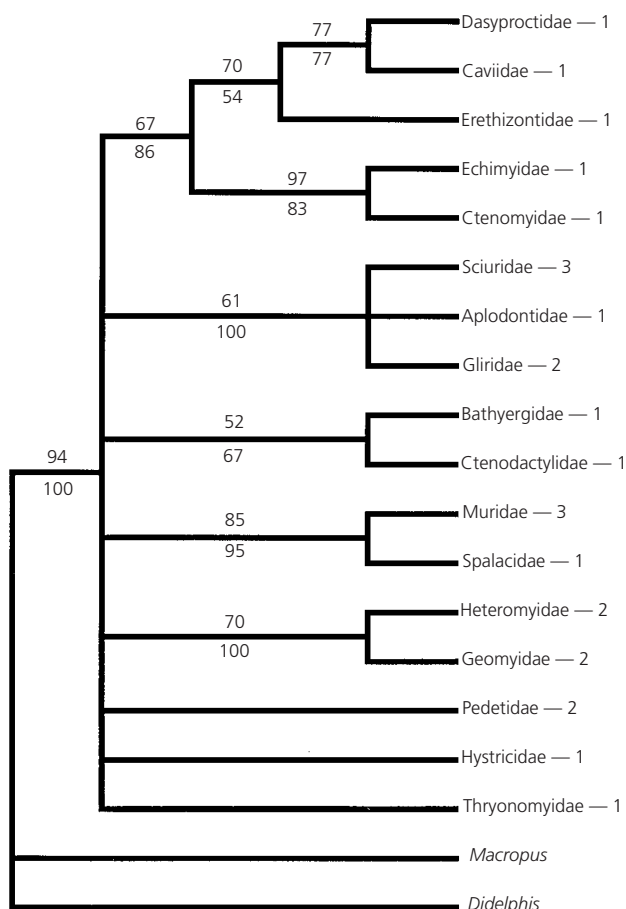 77
Dasyproctidae — 1
77
70
Caviidae — 1
54
67
Erethizontidae — 1
86
97
Echimyidae — 1
83
Ctenomyidae — 1
Sciuridae — 3
61
Aplodontidae — 1
100
Gliridae — 2
52
Bathyergidae — 1
67
94
Ctenodactylidae — 1
100
85
Muridae — 3
95
Spalacidae — 1
70
Heteromyidae — 2
100
Geomyidae — 2
Pedetidae — 2
Hystricidae — 1
Thryonomyidae — 1
Macropus
Didelphis